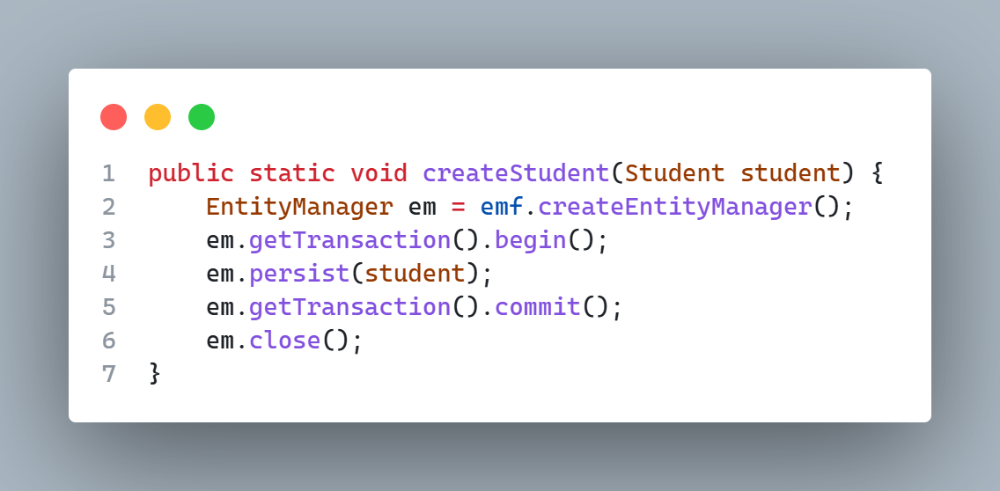 1 public static void createStudent(Student student) {
2     EntityManager em = emf.createEntityManager();
3     em.getTransaction().begin();
4     em.persist(student);
5     em.getTransaction().commit();
6     em.close();
7 }